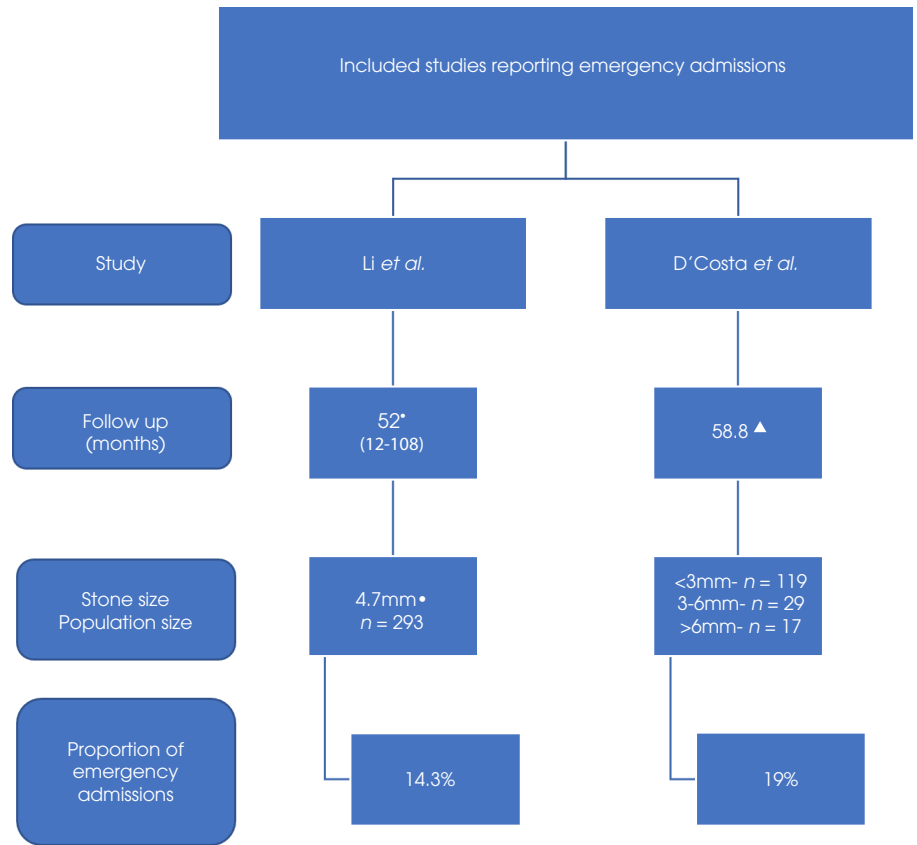 Included studies reporting emergency admissions
Study
Li et al.
D'Costa et al.
Follow up
(months)
52•
(12-108)
58.8 ▲
Stone size
Population size
4.7mm•
n = 293
<3mm- n = 119
3-6mm- n = 29
>6mm- n = 17
Proportion of
emergency
admissions
14.3%
19%